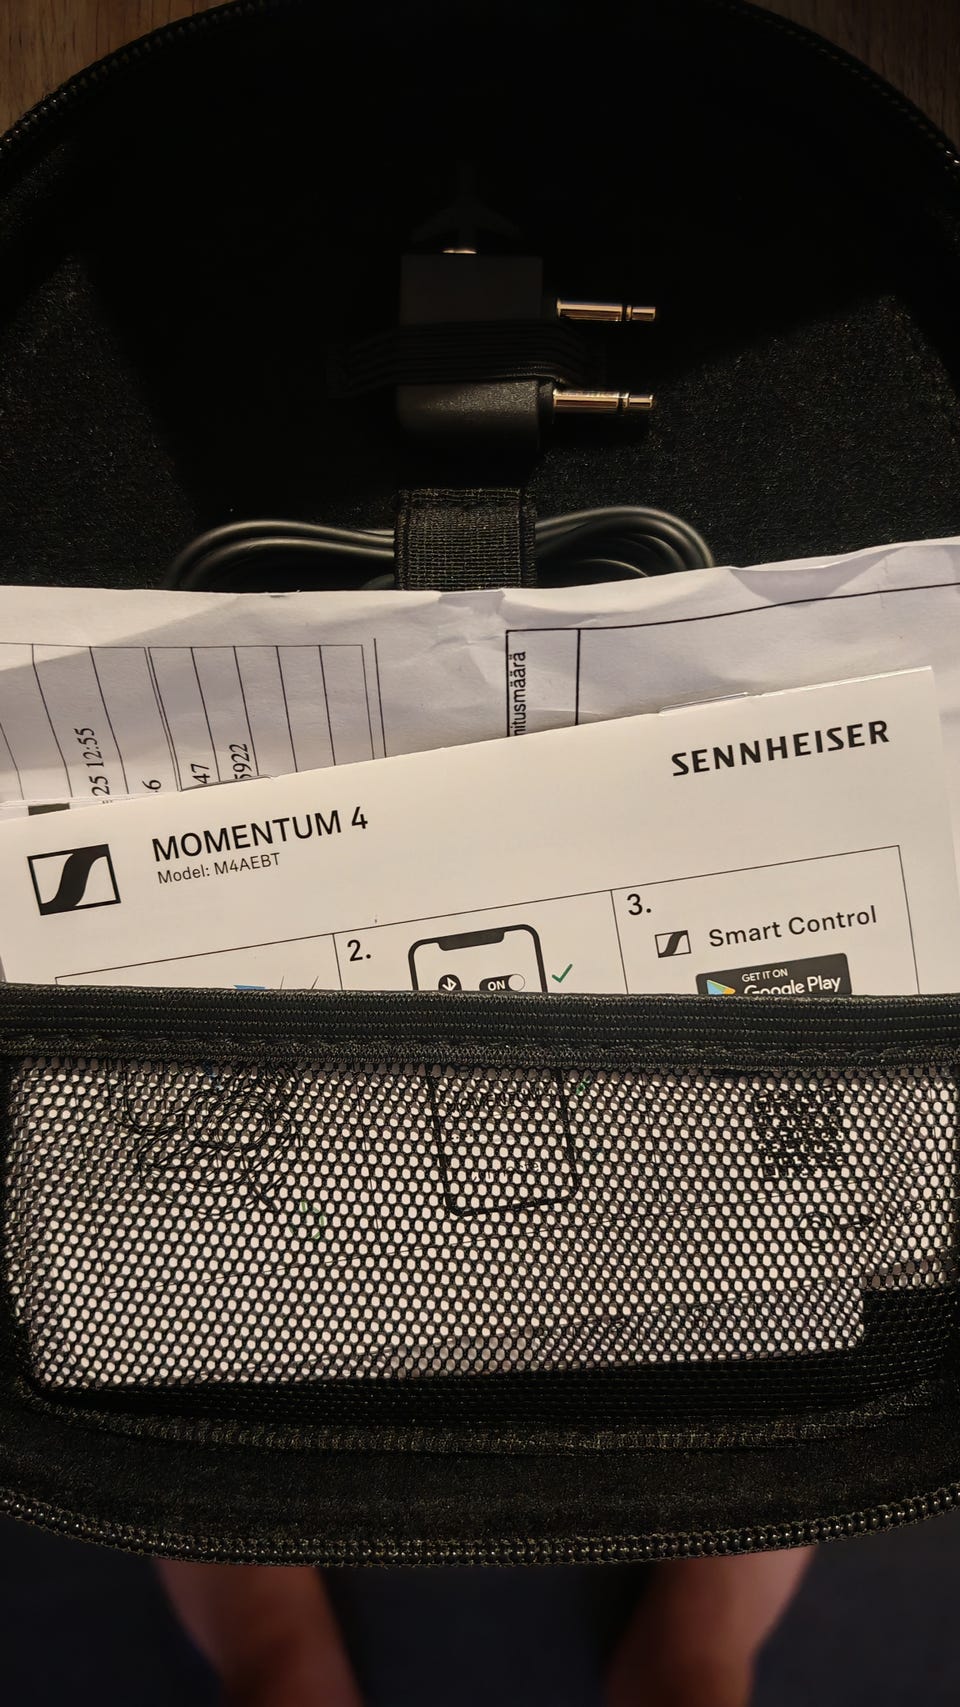 25 12:55
6
47
5922
nitusmäärä
SENNHEISER
MOMENTUM 4
Model: M4AEBT
2.
ON
3.
Smart Control
GET IT ON
Google Play